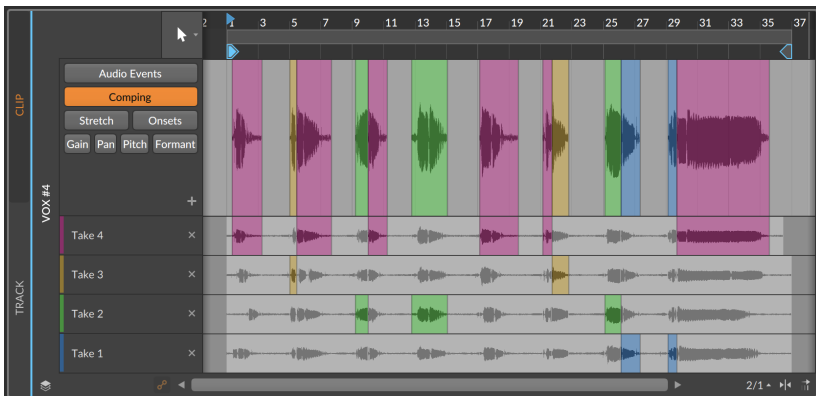 2 1 3 5 7 9 11 13 15 17 19 21 23 25 27 29 31 33 35 37
Audio Events
Comping
Stretch Onsets
Gain Pan Pitch Formant
+
CLIP
VOX #4
TRACK
Take 4 ×
Take 3 ×
Take 2 ×
Take 1 ×
2/1